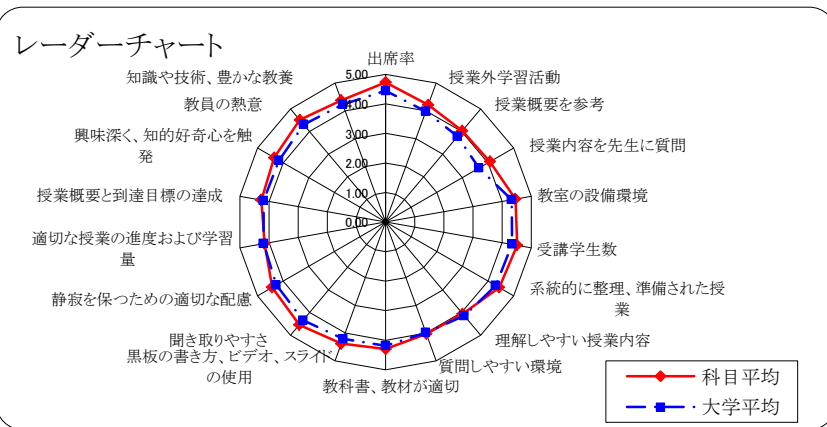 レーダーチャート
出席率
授業外学習活動
授業概要を参考
授業内容を先生に質問
教室の設備環境
受講学生数
系統的に整理、準備された授
業
理解しやすい授業内容
質問しやすい環境
教科書、教材が適切
黒板の書き方、ビデオ、スライド
の使用
聞き取りやすさ
静寂を保つための適切な配慮
適切な授業の進度および学習
量
授業概要と到達目標の達成
興味深く、知的好奇心を触
発
教員の熱意
知識や技術、豊かな教養
5.00
4.00
3.00
2.00
1.00
0.00
科目平均
大学平均